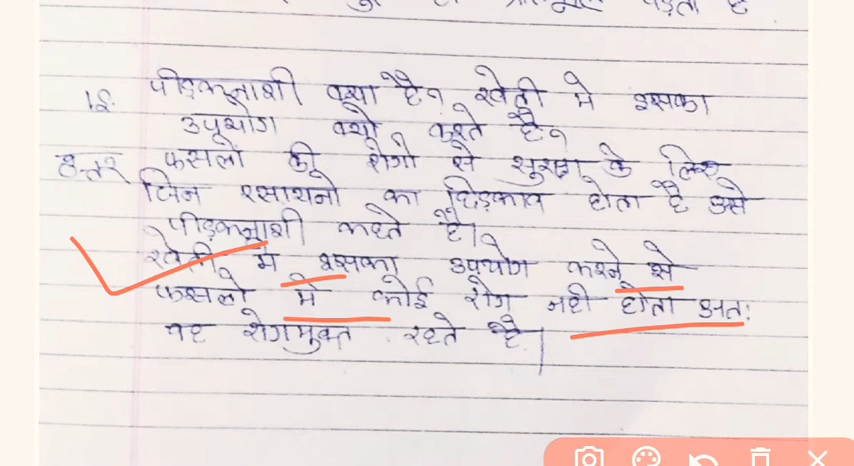 15. पीड़कनाशी क्या है? खेती मे इसका
उपयोग क्यो करते है?
उत्तर फसलो की रोगो से सुरक्षा के लिए
जिन रसायनो का छिड़काव होता है उसे
पीड़कनाशी कहते है।
खेती मे इसका उपयोग करने से
फसलो मे कोई रोग नही होता अतः
वह रोगमुक्त रहते है।